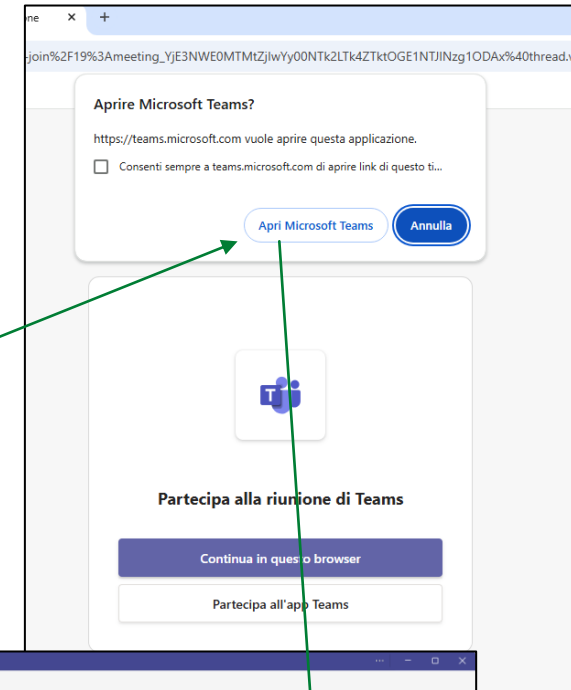 ne × +
-join%2F19%3Ameeting_YjE3NWE0MTMtZjIwYy00NTk2LTk4ZTktOGE1NTJlNzg1ODAx%40thread.v
Aprire Microsoft Teams?
https://teams.microsoft.com vuole aprire questa applicazione.
Consenti sempre a teams.microsoft.com di aprire link di questo ti...
Apri Microsoft Teams
Annulla
T
Partecipa alla riunione di Teams
Continua in questo browser
Partecipa all'app Teams